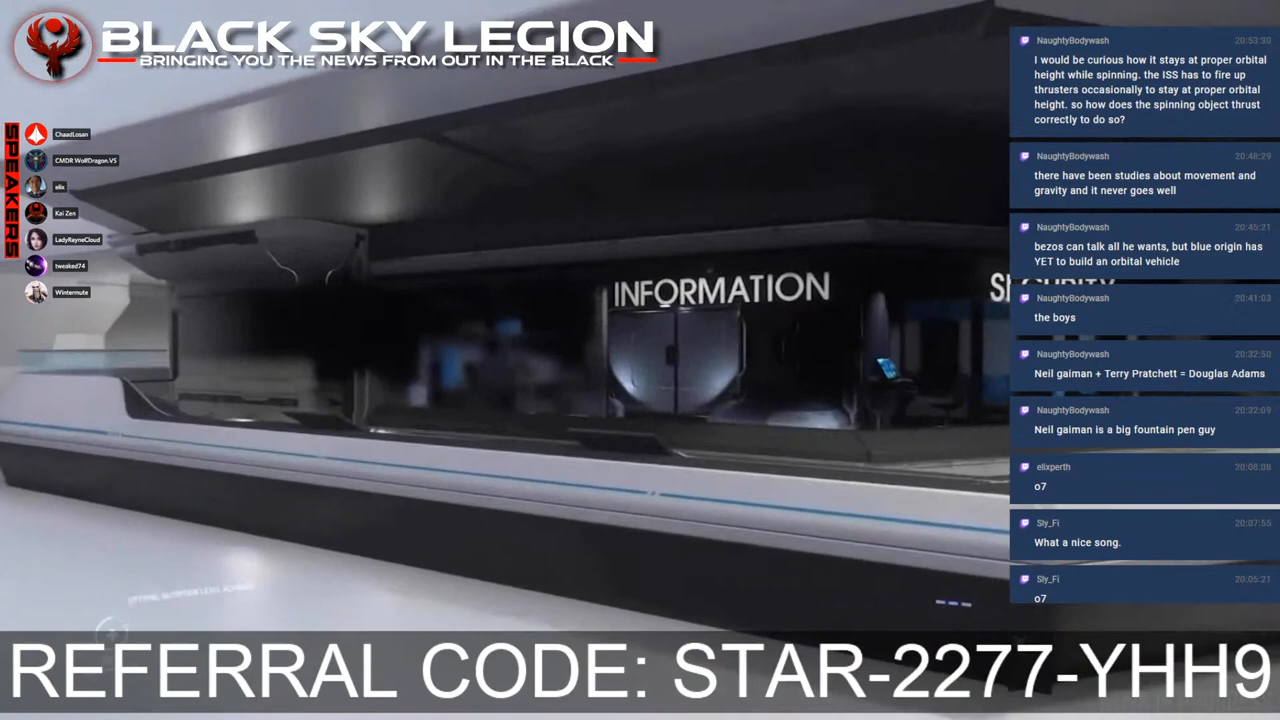 BLACK SKY LEGION
BRINGING YOU THE NEWS FROM OUT IN THE BLACK
SPEAKERS
ChaadLosan
CMDR WolfDragon.VS
elix
Kai Zen
LadyRayneCloud
tweakad74
Wintermute
INFORMATION
SECURITY
NaughtyBodywash 20:53:30
I would be curious how it stays at proper orbital
height while spinning. the ISS has to fire up
thrusters occasionally to stay at proper orbital
height. so how does the spinning object thrust
correctly to do so?
NaughtyBodywash 20:48:29
there have been studies about movement and
gravity and it never goes well
NaughtyBodywash 20:45:21
bezos can talk all he wants, but blue origin has
YET to build an orbital vehicle
NaughtyBodywash 20:41:03
the boys
NaughtyBodywash 20:32:50
Neil gaiman + Terry Pratchett = Douglas Adams
NaughtyBodywash 20:32:09
Neil gaiman is a big fountain pen guy
elixperth 20:08:08
o7
Sly_Fi 20:07:55
What a nice song.
Sly_Fi 20:05:21
o7
REFERRAL CODE: STAR-2277-YHH9